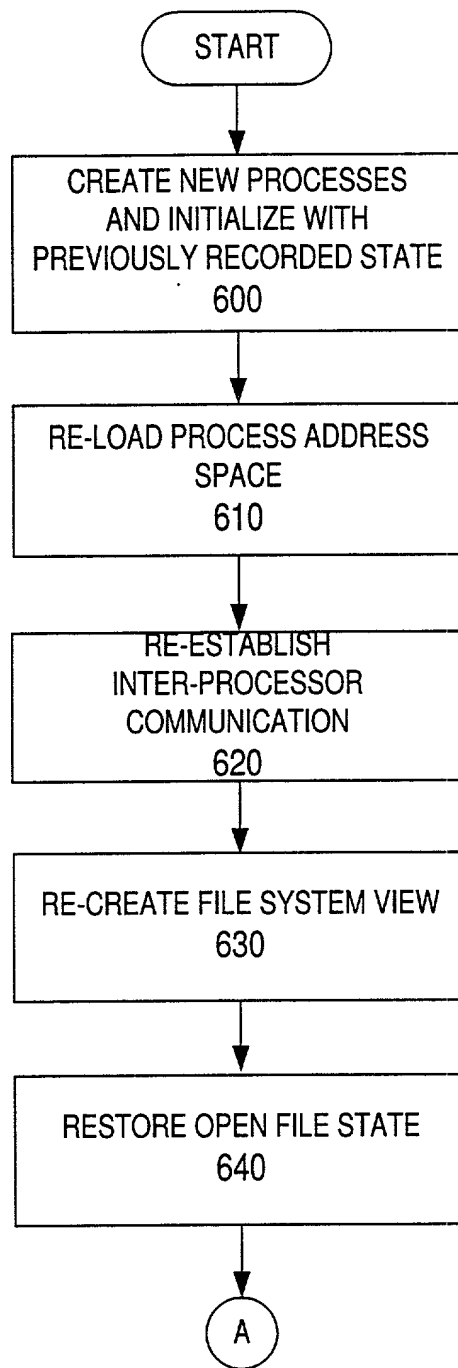 START
CREATE NEW PROCESSES
AND INITIALIZE WITH
PREVIOUSLY RECORDED STATE
600
RE-LOAD PROCESS ADDRESS
SPACE
610
RE-ESTABLISH
INTER-PROCESSOR
COMMUNICATION
620
RE-CREATE FILE SYSTEM VIEW
630
RESTORE OPEN FILE STATE
640
A